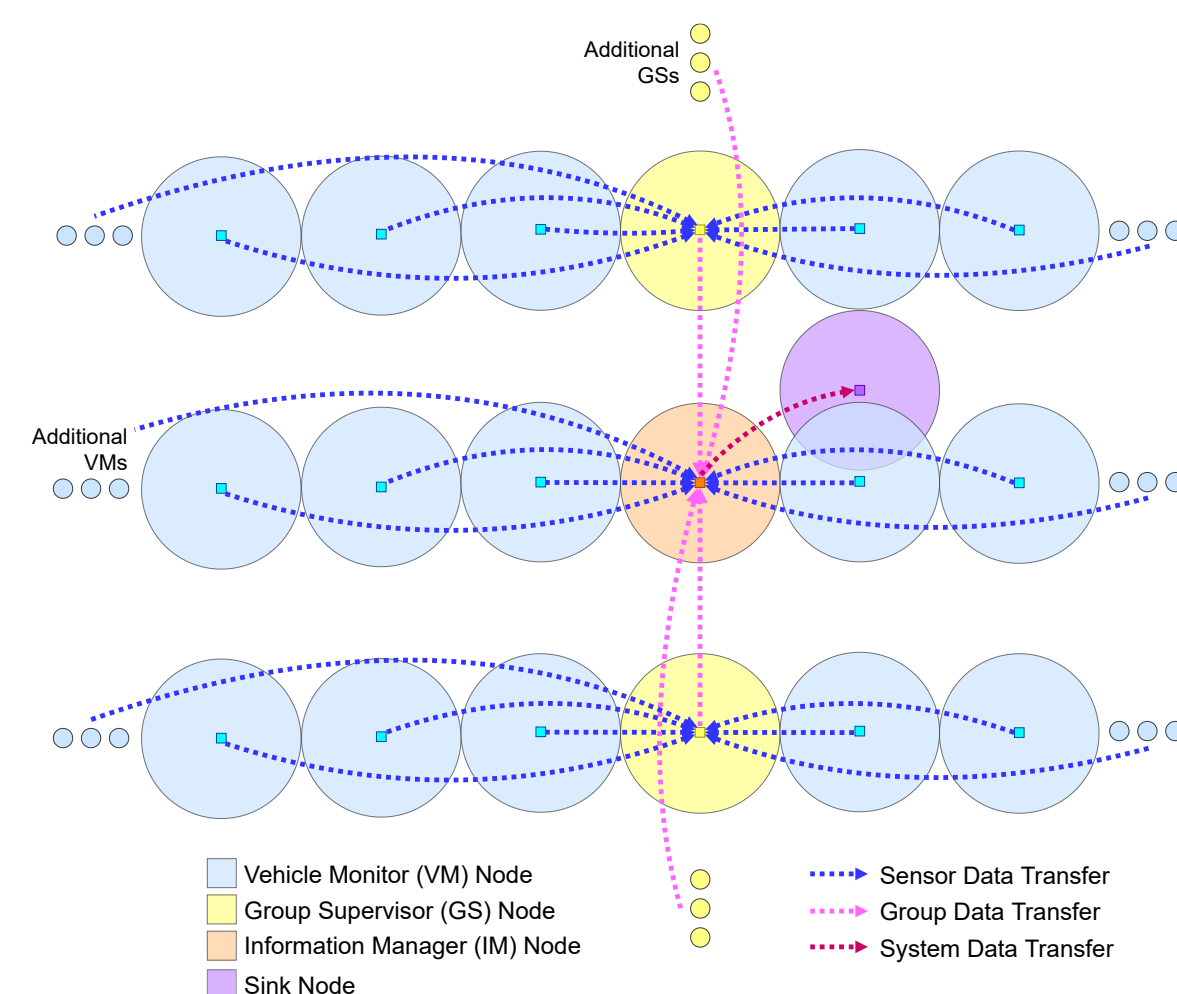 Additional
GSs
Additional
VMs
Vehicle Monitor (VM) Node
Group Supervisor (GS) Node
Information Manager (IM) Node
Sink Node
Sensor Data Transfer
Group Data Transfer
System Data Transfer